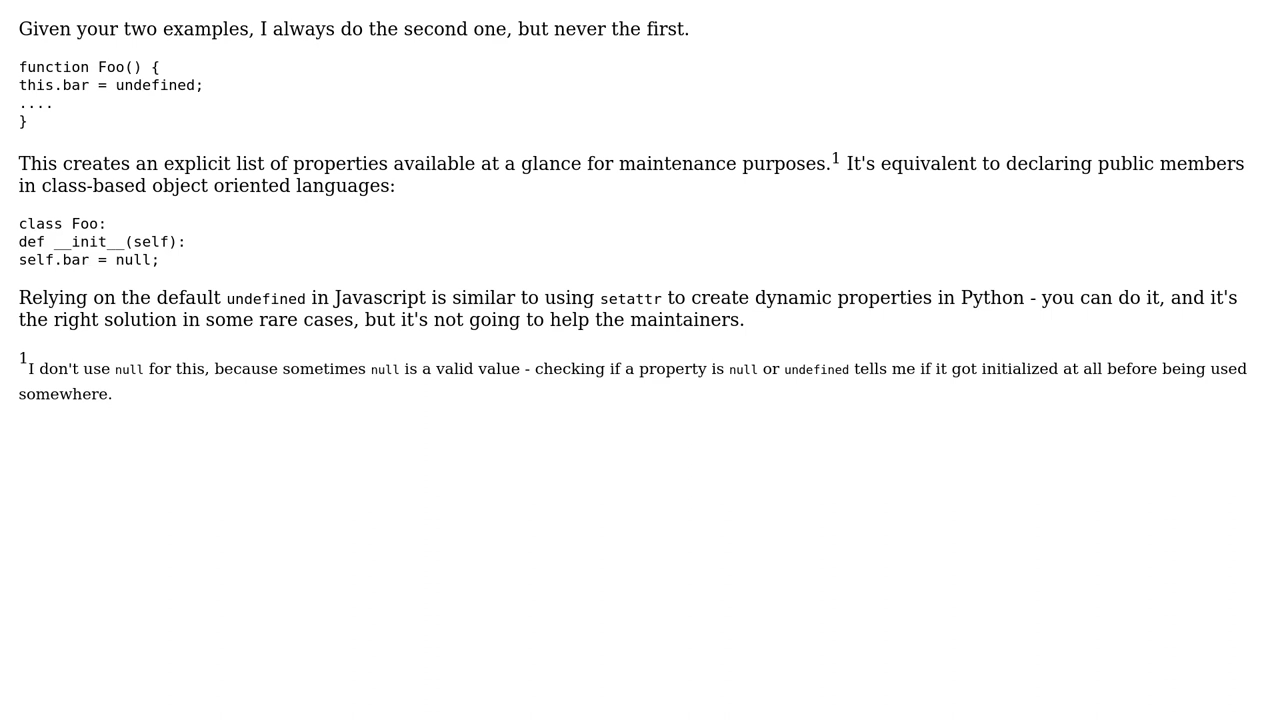 Given your two examples, I always do the second one, but never the first.
function Foo() {
this.bar = undefined;
....
}
This creates an explicit list of properties available at a glance for maintenance purposes.1 It's equivalent to declaring public members
in class-based object oriented languages:
class Foo:
def __init__(self):
self.bar = null;
Relying on the default undefined in Javascript is similar to using setattr to create dynamic properties in Python - you can do it, and it's
the right solution in some rare cases, but it's not going to help the maintainers.
1I don't use null for this, because sometimes null is a valid value - checking if a property is null or undefined tells me if it got initialized at all before being used
somewhere.